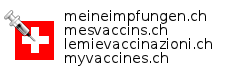 meineimpfungen.ch
mesvaccins.ch
lemievaccinazioni.ch
myvaccines.ch